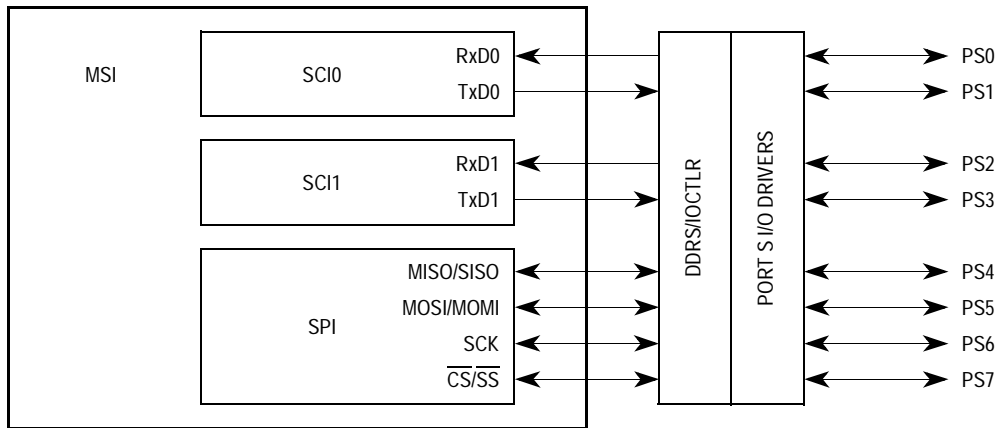 MSI
SCI0
RxD0
TxD0
SCI1
RxD1
TxD1
SPI
MISO/SISO
MOSI/MOMI
SCK
CS/SS
DDRS/IOCTLR
PORT S I/O DRIVERS
PS0
PS1
PS2
PS3
PS4
PS5
PS6
PS7